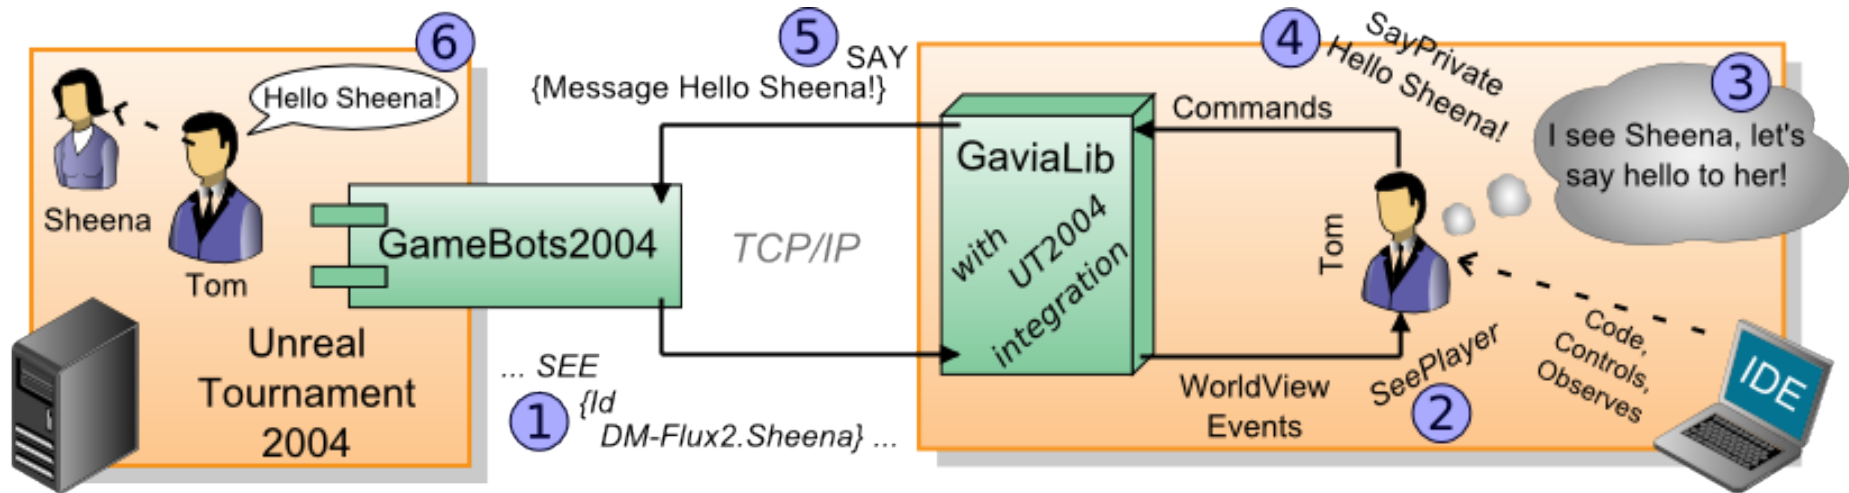 6
Hello Sheena!
Sheena
Tom
Unreal
Tournament
2004
GameBots2004
5
SAY
{Message Hello Sheena!}
TCP/IP
... SEE
1
{Id
DM-Flux2.Sheena} ...
GaviaLib
with
UT2004
integration
4
SayPrivate
Hello Sheena!
Commands
3
I see Sheena, let's
say hello to her!
Tom
WorldView
Events
SeePlayer
2
Code,
Controls,
Observes
IDE